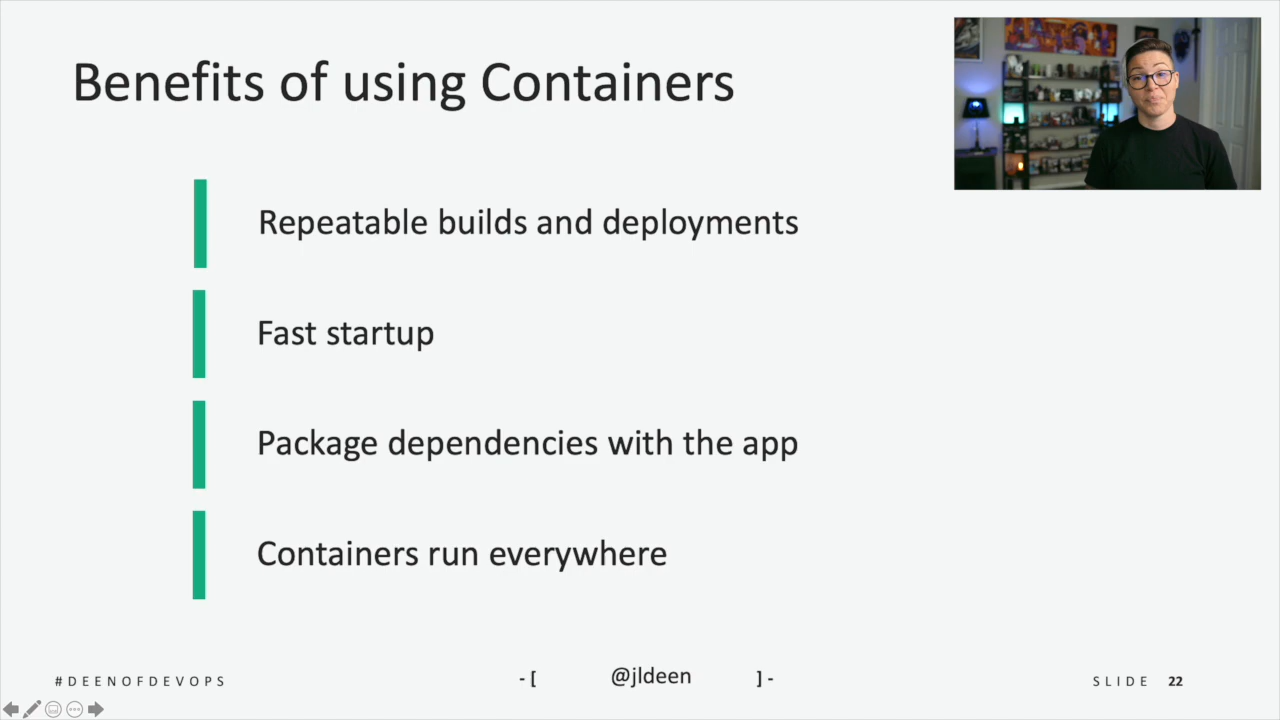 Benefits of using Containers
Repeatable builds and deployments
Fast startup
Package dependencies with the app
Containers run everywhere
#DEENOFDEVOPS
-[ @jldeen ]-
SLIDE 22